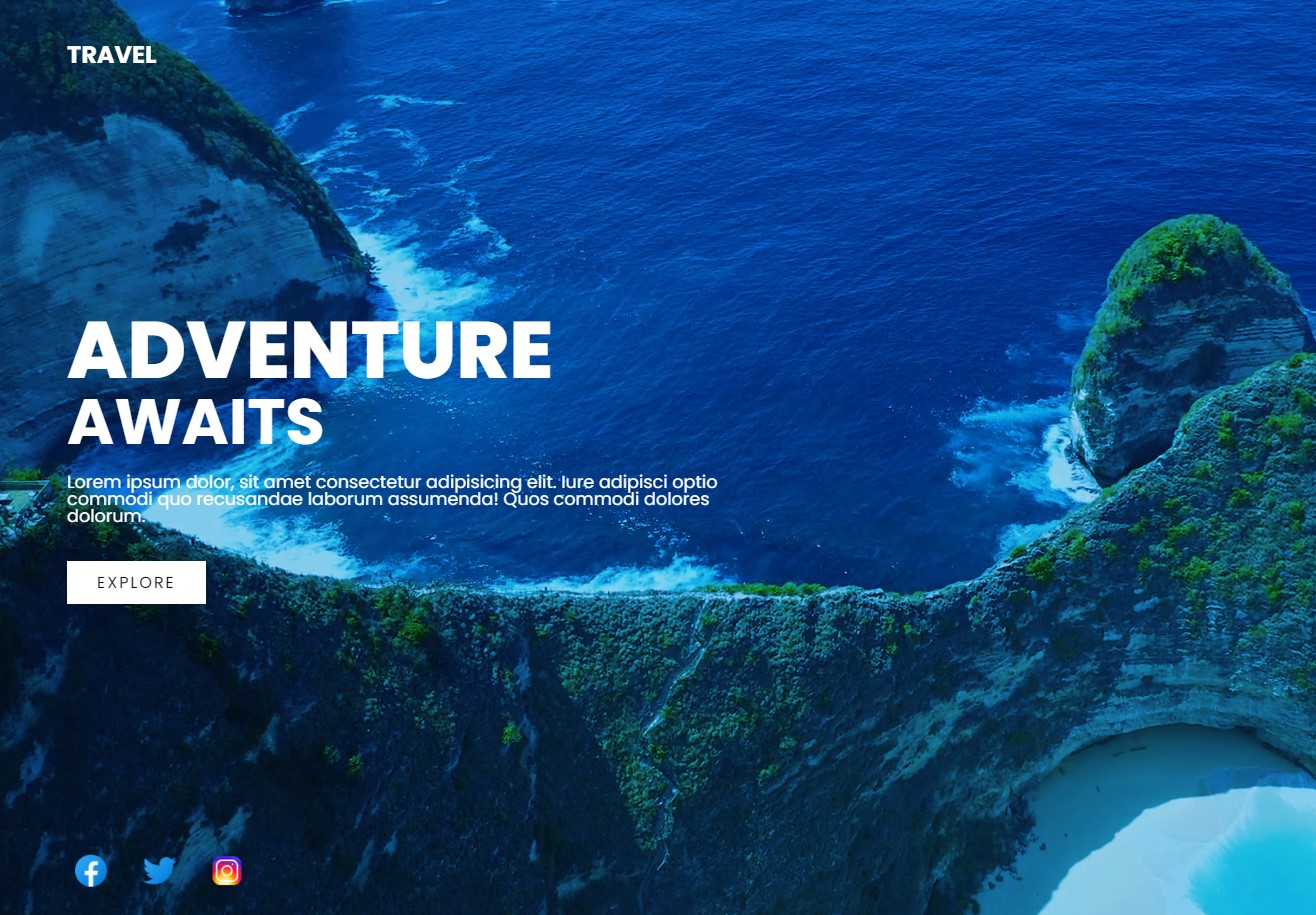 TRAVEL
ADVENTURE
AWAITS
Lorem ipsum dolor, sit amet consectetur adipisicing elit. Iure adipisci optio
commodi quo recusandae laborum assumenda! Quos commodi dolores
dolorum.
EXPLORE